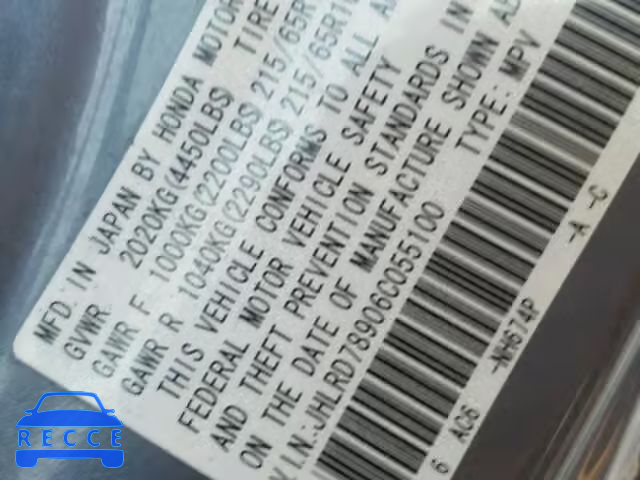 MFD. IN JAPAN BY HONDA MOTOR
GVWR 2020KG(4450LBS) TIRE
GAWR F 1000KG(2200LBS) 215/65R
GAWR R 1040KG(2290LBS) 215/65R1
THIS VEHICLE CONFORMS TO ALL
FEDERAL MOTOR VEHICLE SAFETY
AND THEFT PREVENTION STANDARDS IN
ON THE DATE OF MANUFACTURE SHOWN
V.I.N.:JHLRD78906C055100 TYPE: MPV
6 AC6 -NH674P -A -C
RECCE